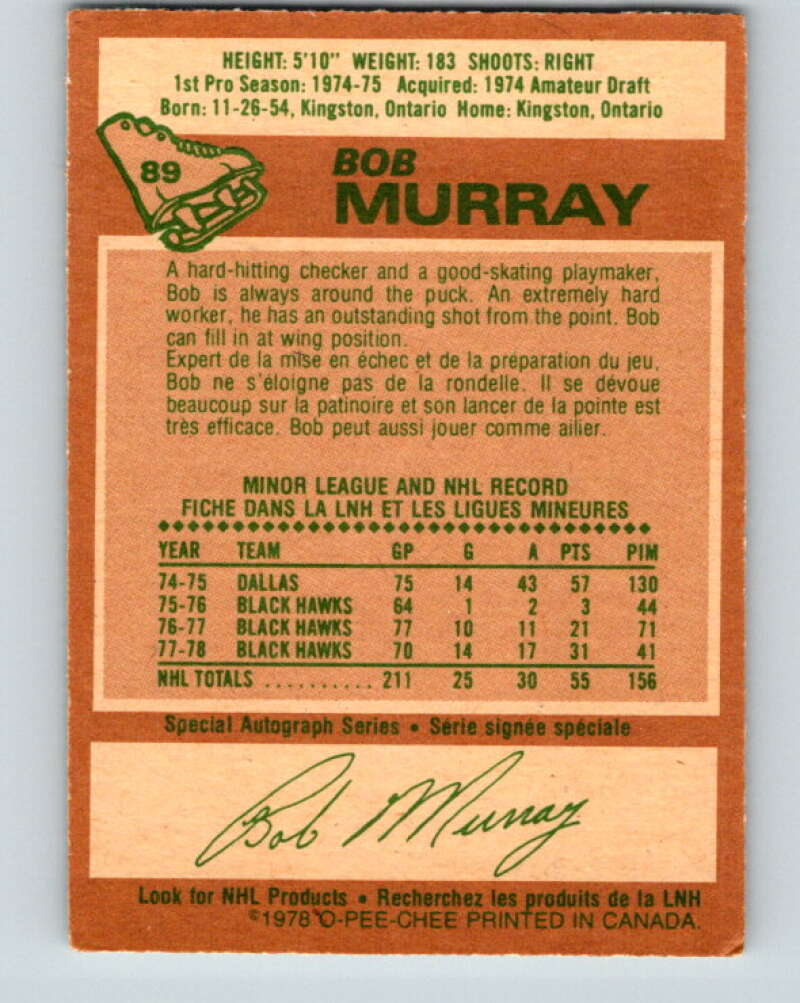 HEIGHT: 5'10" WEIGHT: 183 SHOOTS: RIGHT
1st Pro Season: 1974-75 Acquired: 1974 Amateur Draft
Born: 11-26-54, Kingston, Ontario Home: Kingston, Ontario
89
BOB
MURRAY
A hard-hitting checker and a good-skating playmaker,
Bob is always around the puck. An extremely hard
worker, he has an outstanding shot from the point. Bob
can fill in at wing position.
Expert de la mise en échec et de la préparation du jeu,
Bob ne s'éloigne pas de la rondelle. Il se dévoue
beaucoup sur la patinoire et son lancer de la pointe est
très efficace. Bob peut aussi jouer comme ailier.
MINOR LEAGUE AND NHL RECORD
FICHE DANS LA LNH ET LES LIGUES MINEURES
YEAR TEAM GP G A PTS PIM
74-75 DALLAS 75 14 43 57 130
75-76 BLACK HAWKS 64 1 2 3 44
76-77 BLACK HAWKS 77 10 11 21 71
77-78 BLACK HAWKS 70 14 17 31 41
NHL TOTALS .......... 211 25 30 55 156
Special Autograph Series • Série signée spéciale
Bob Murray
Look for NHL Products • Recherchez les produits de la LNH
©1978 O-PEE-CHEE PRINTED IN CANADA.